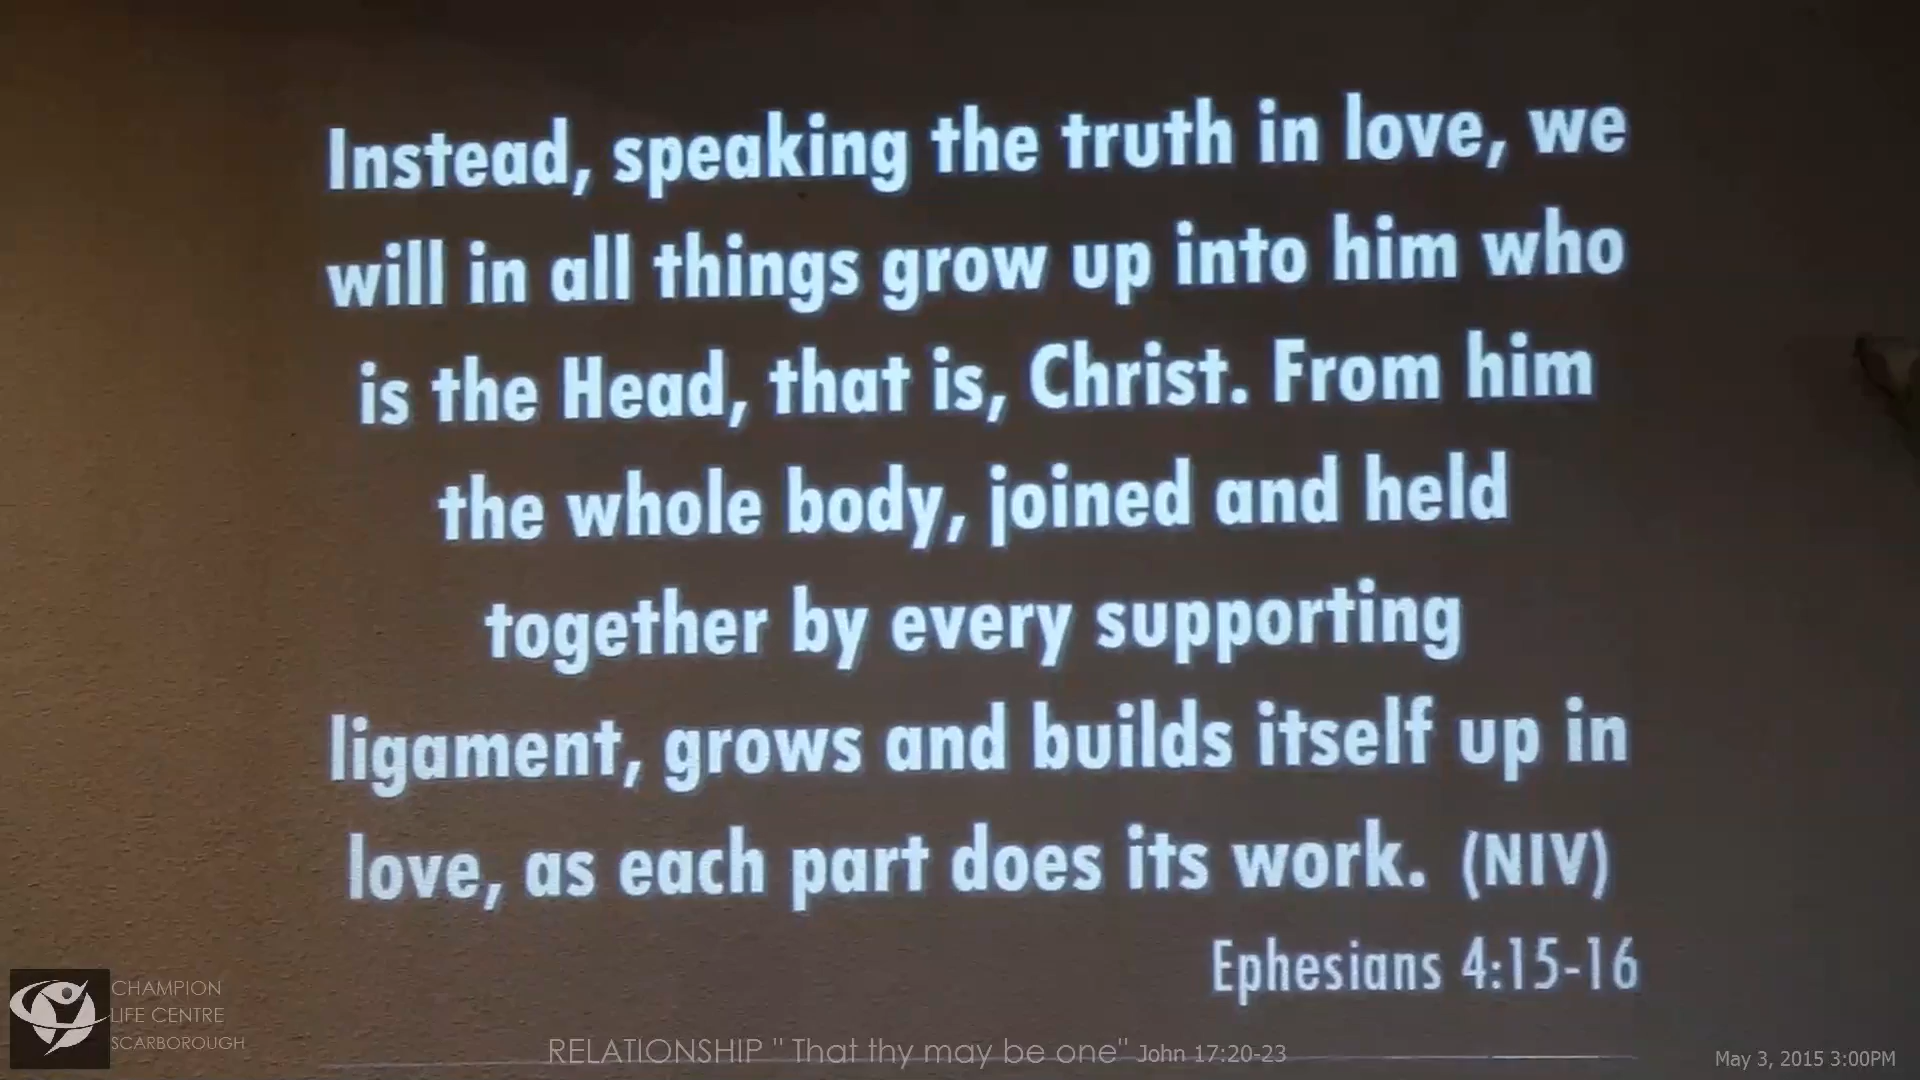 Instead, speaking the truth in love, we
will in all things grow up into him who
is the Head, that is, Christ. From him
the whole body, joined and held
together by every supporting
ligament, grows and builds itself up in
love, as each part does its work. (NIV)
Ephesians 4:15-16
CHAMPION
LIFE CENTRE
SCARBOROUGH
RELATIONSHIP " That thy may be one" John 17:20-23
May 3, 2015 3:00PM